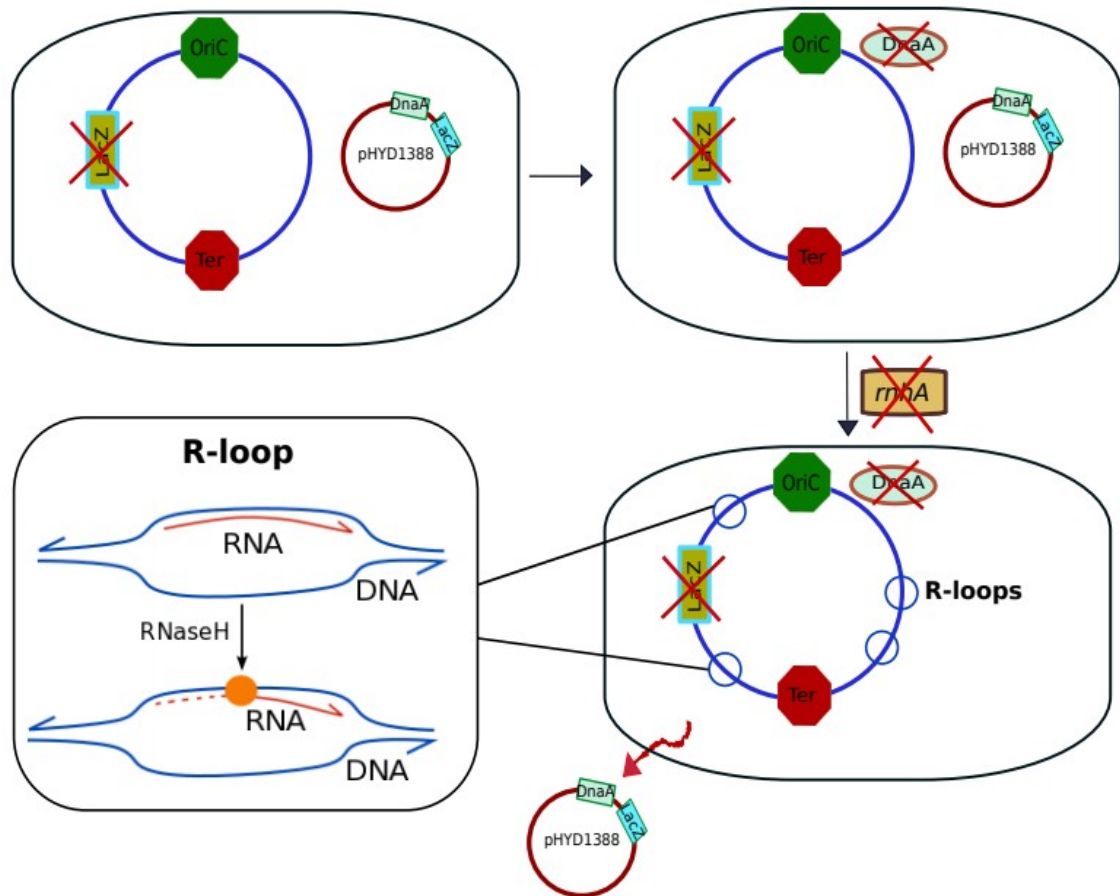 OriC
LacZ
DnaA
LacZ
pHYD1388
Ter
OriC
DnaA
LacZ
DnaA
LacZ
pHYD1388
Ter
rnhA
R-loop
RNA
DNA
RNaseH
RNA
DNA
OriC
DnaA
LacZ
R-loops
Ter
DnaA
LacZ
pHYD1388